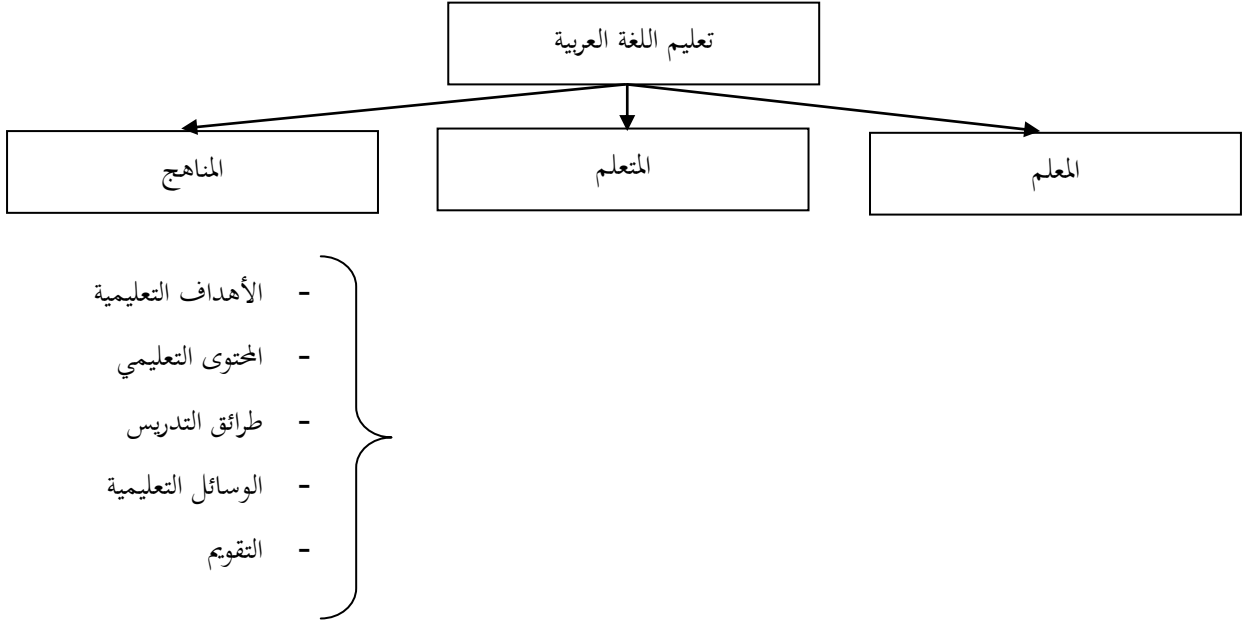 تعليم اللغة العربية
المعلم
المتعلم
المناهج
- الأهداف التعليمية
- المحتوى التعليمي
- طرائق التدريس
- الوسائل التعليمية
- التقويم